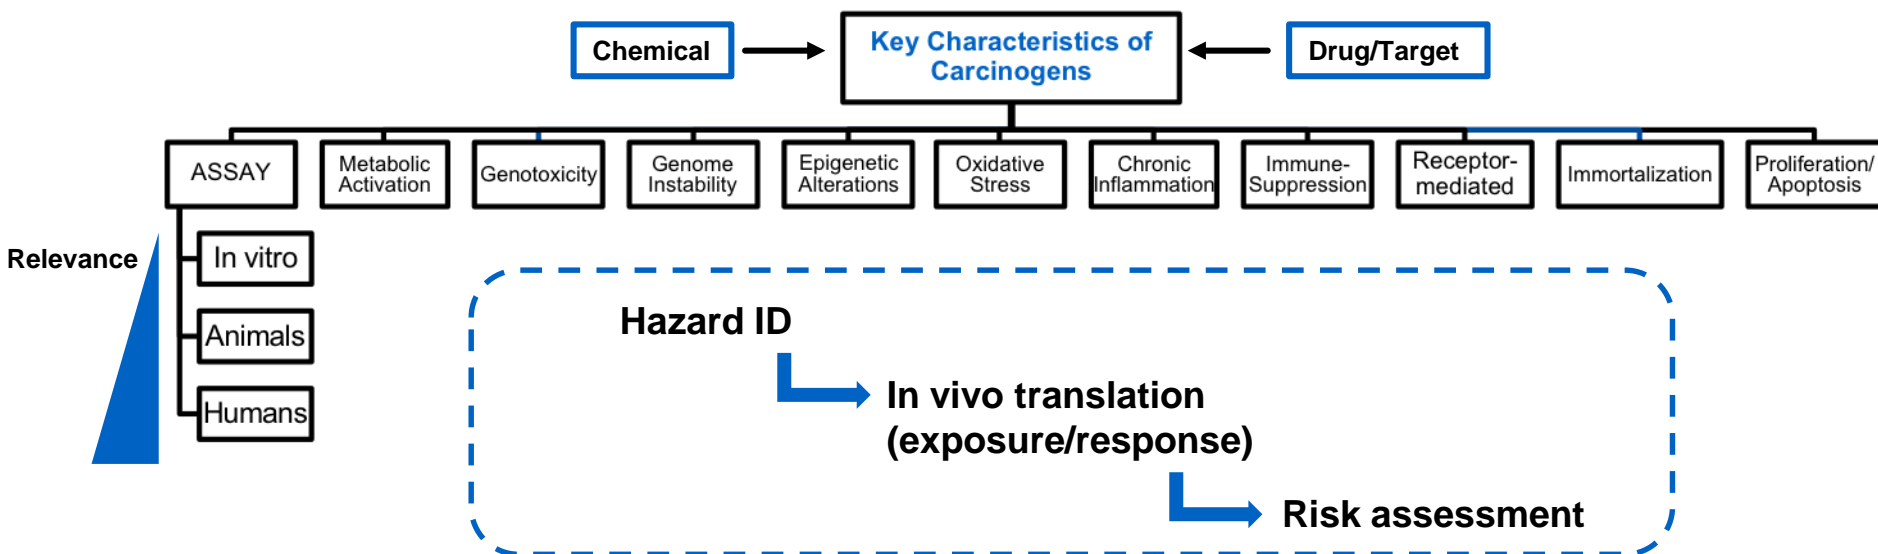 Chemical
Key Characteristics of
Carcinogens
Drug/Target
ASSAY
Metabolic
Activation
Genotoxicity
Genome
Instability
Epigenetic
Alterations
Oxidative
Stress
Chronic
Inflammation
Immune-
Suppression
Receptor-
mediated
Immortalization
Proliferation/
Apoptosis
Relevance
In vitro
Animals
Humans
Hazard ID
In vivo translation
(exposure/response)
Risk assessment